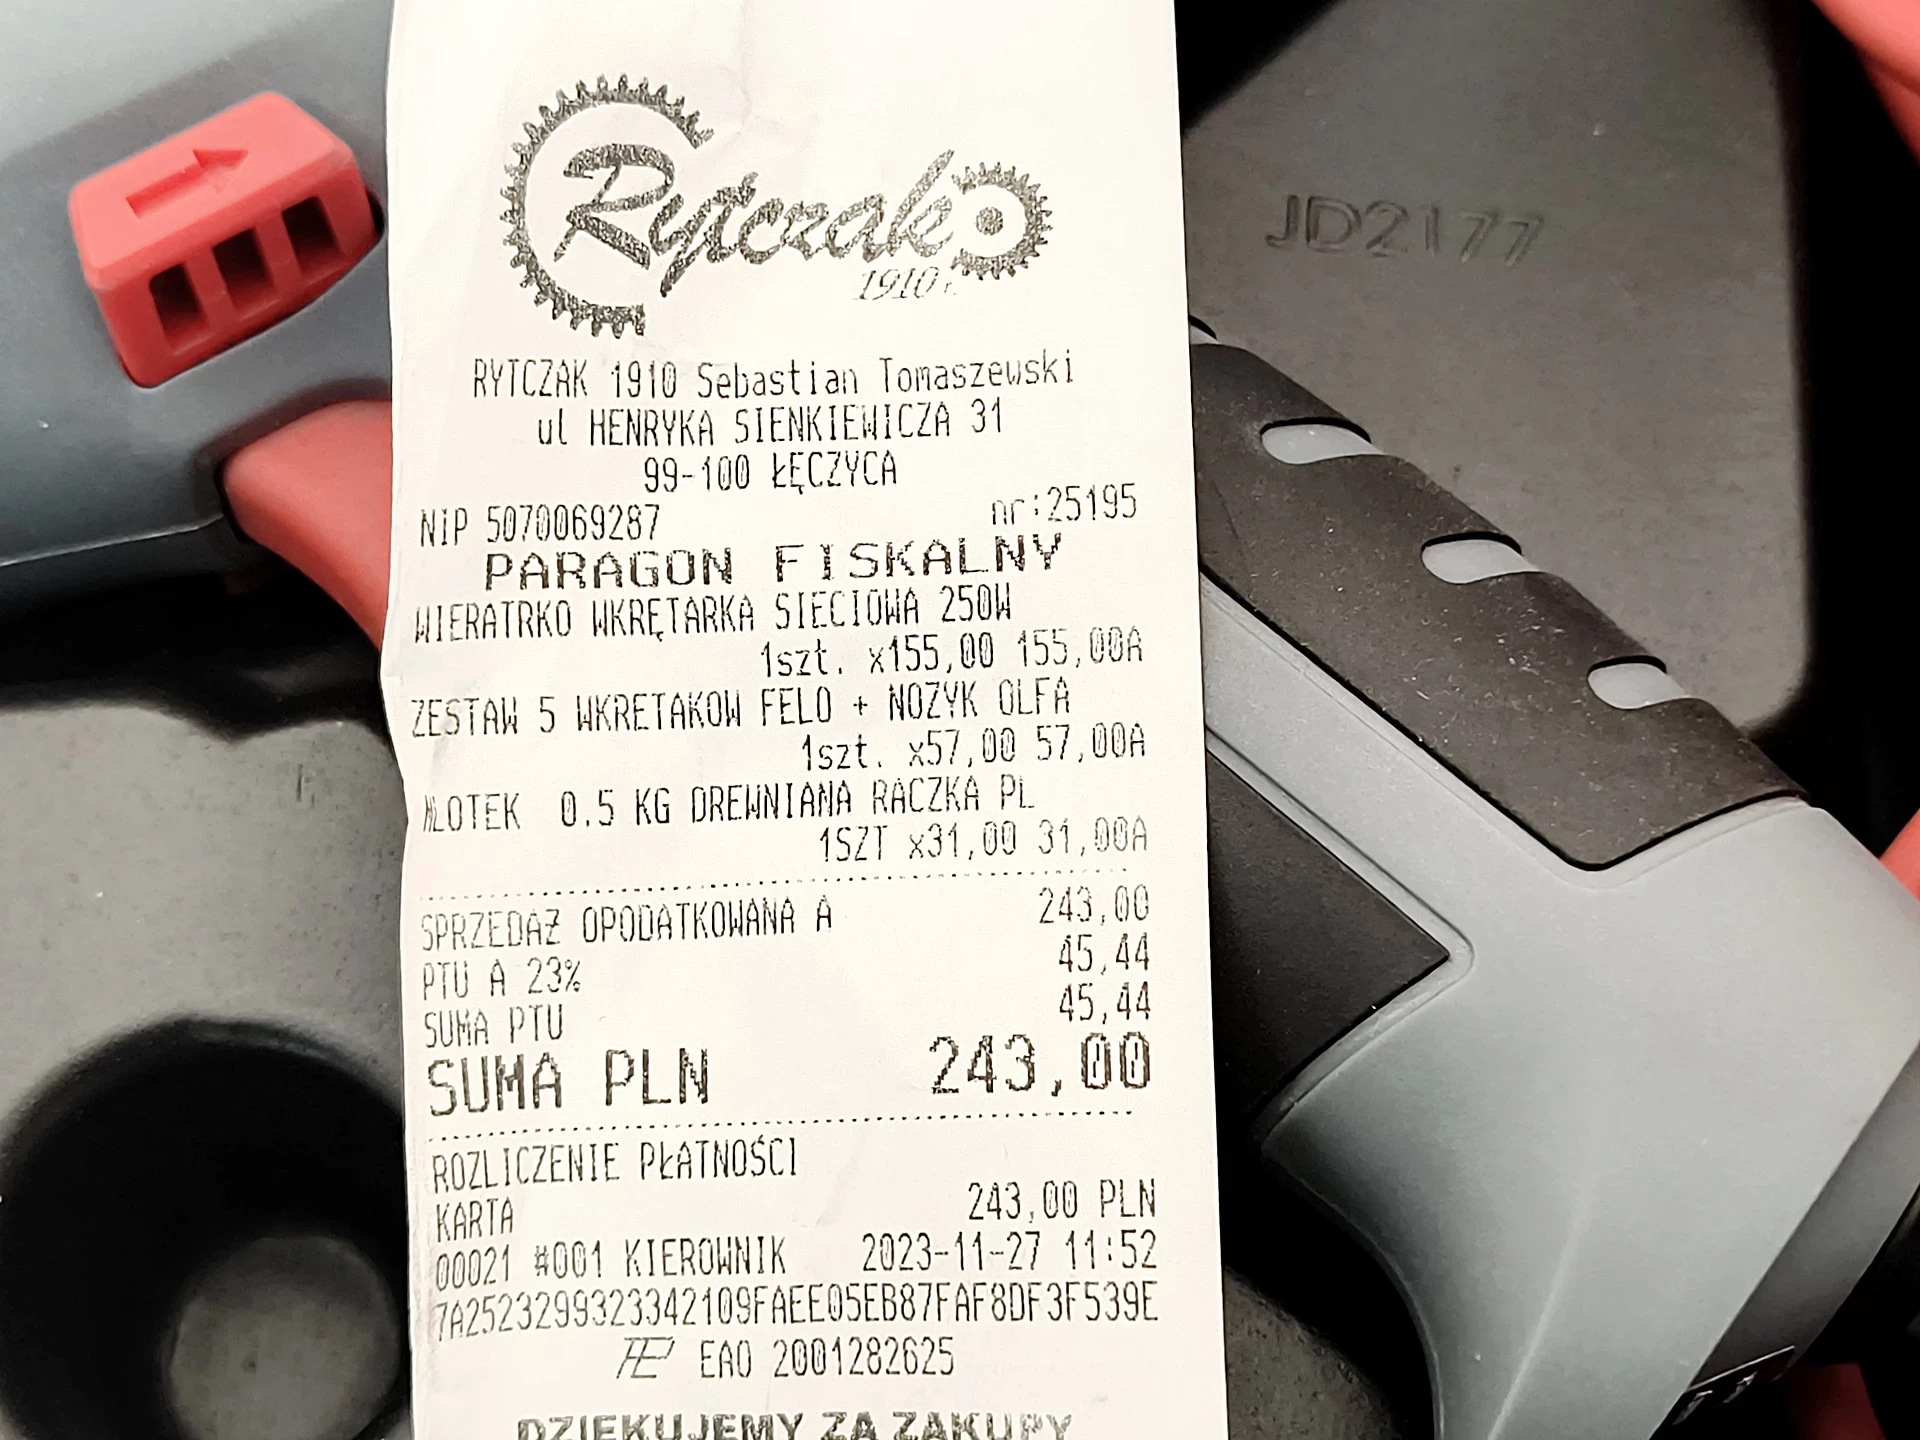 Rytczak
1910 r.
RYTCZAK 1910 Sebastian Tomaszewski
ul HENRYKA SIENKIEWICZA 31
99-100 ŁĘCZYCA
NIP 5070069287 nr:25195
PARAGON FISKALNY
WIERATRKO WKRĘTARKA SIECIOWA 250W
1szt. x155,00 155,00A
ZESTAW 5 WKRETAKOW FELO + NOZYK OLFA
1szt. x57,00 57,00A
MŁOTEK 0.5 KG DREWNIANA RACZKA PL
1SZT x31,00 31,00A
SPRZEDAŻ OPODATKOWANA A 243,00
PTU A 23% 45,44
SUMA PTU 45,44
SUMA PLN 243,00
ROZLICZENIE PŁATNOŚCI
KARTA 243,00 PLN
00021 #001 KIEROWNIK 2023-11-27 11:52
7A2523299323342109FAEE05EB87FAF8DF3F539E
EAO 2001282625
DZIĘKUJEMY ZA ZAKUPY
JD2177